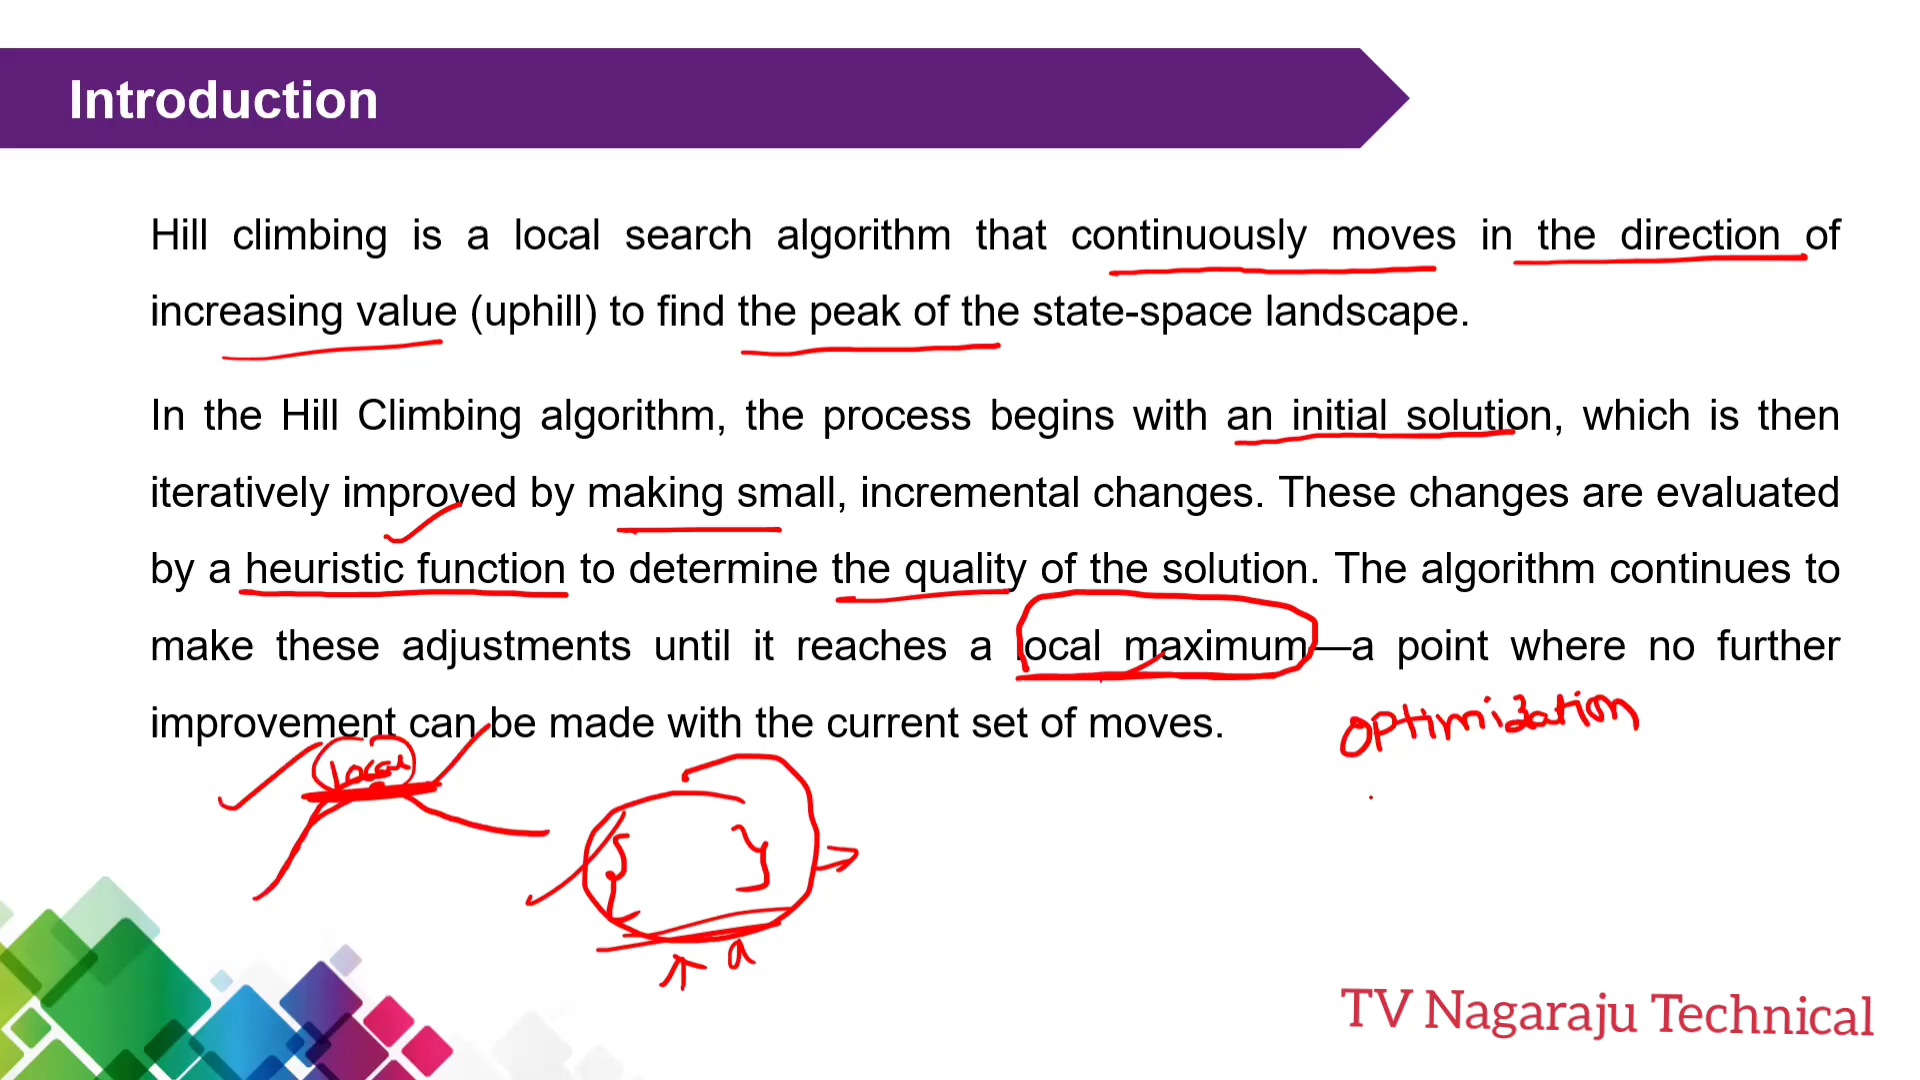 Introduction
Hill climbing is a local search algorithm that continuously moves in the direction of
increasing value (uphill) to find the peak of the state-space landscape.
In the Hill Climbing algorithm, the process begins with an initial solution, which is then
iteratively improved by making small, incremental changes. These changes are evaluated
by a heuristic function to determine the quality of the solution. The algorithm continues to
make these adjustments until it reaches a local maximum—a point where no further
improvement can be made with the current set of moves.
optimization
local
a
TV Nagaraju Technical